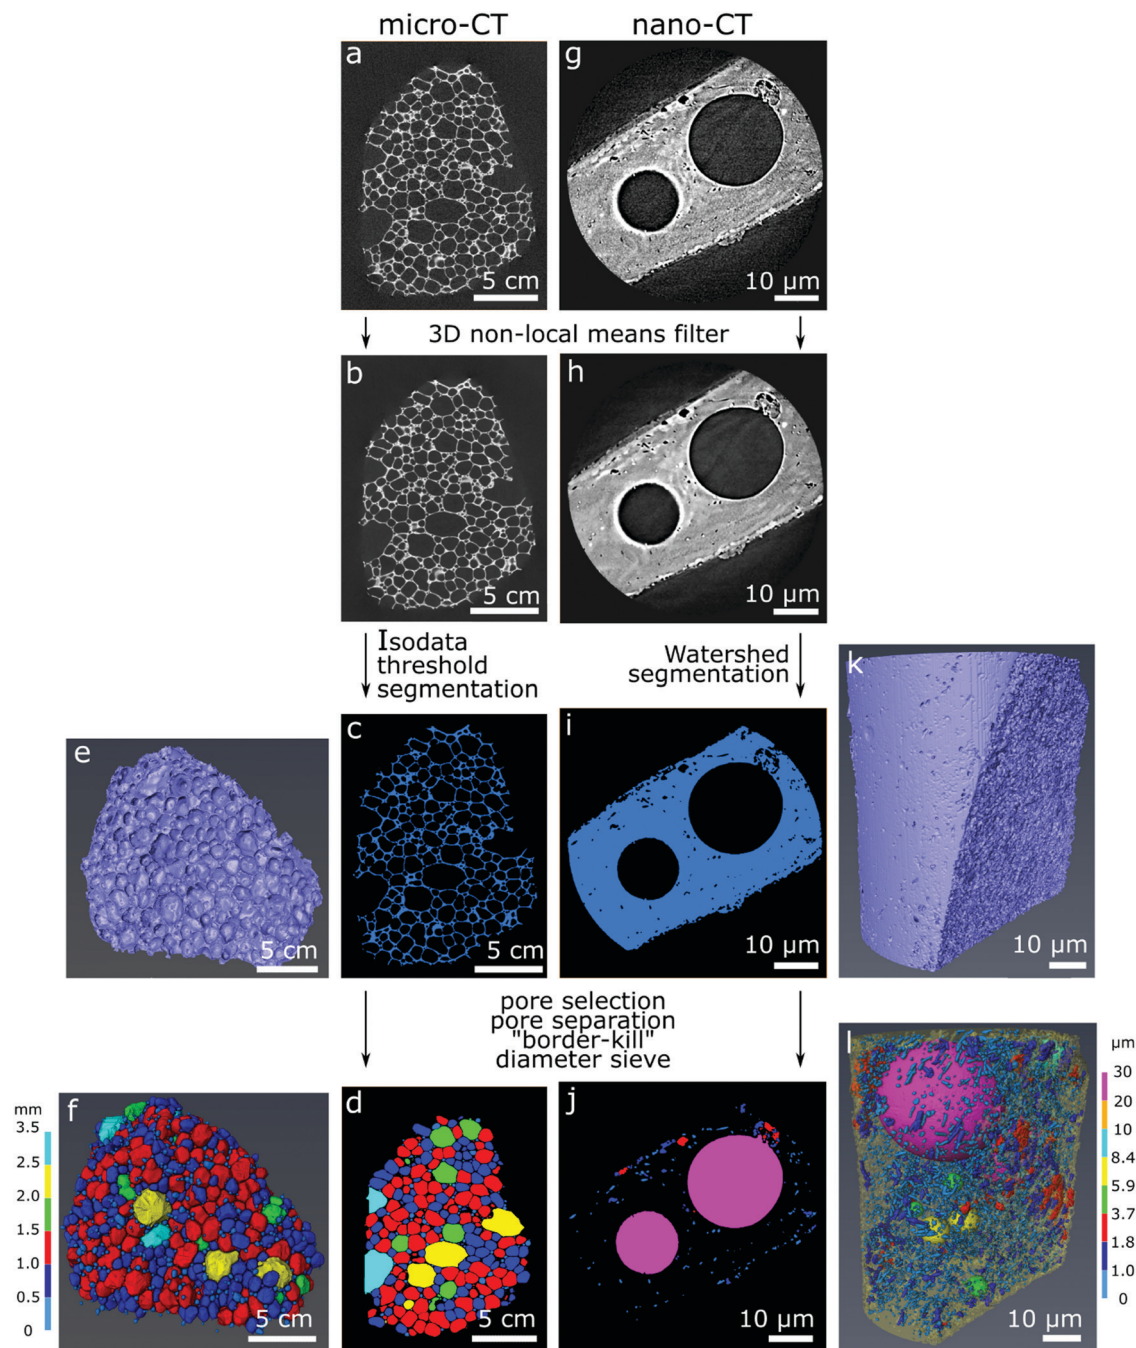 micro-CT
nano-CT
a
5 cm
g
10 µm
3D non-local means filter
b
5 cm
h
10 µm
Isodata
threshold
segmentation
Watershed
segmentation
e
5 cm
c
5 cm
i
10 µm
k
10 µm
pore selection
pore separation
"border-kill"
diameter sieve
mm
3.5
2.5
2.0
1.5
1.0
0.5
0
f
5 cm
d
5 cm
j
10 µm
l
10 µm
µm
30
20
10
8.4
5.9
3.7
1.8
1.0
0